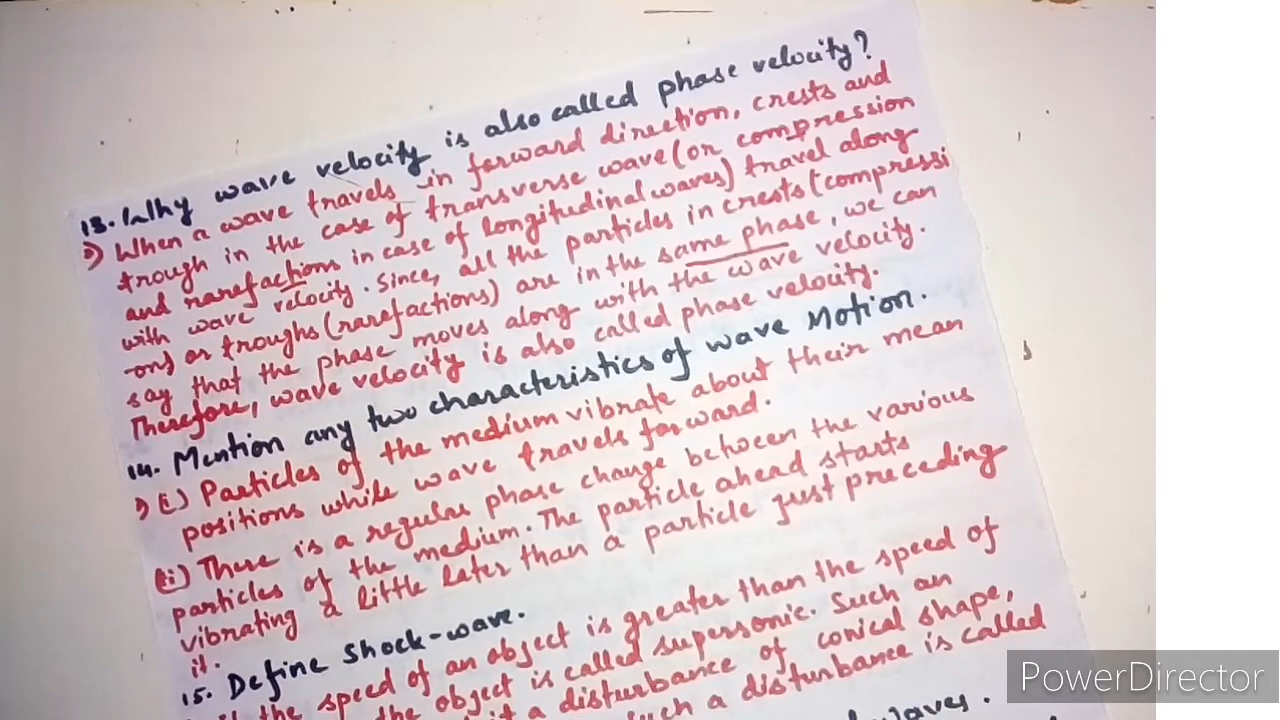 13. Why wave velocity is also called phase velocity?
When a wave travels in forward direction, crests and
trough in the case of transverse wave (or compression
and rarefactions in case of longitudinal waves) travel along
with wave velocity. Since, all the particles in crests (compressi
-on) or troughs (rarefactions) are in the same phase, we can
say that the phase moves along with the wave velocity.
Therefore, wave velocity is also called phase velocity.
14. Mention any two characteristics of wave Motion.
(i) Particles of the medium vibrate about their mean
positions while wave travels forward.
(ii) There is a regular phase change between the various
particles of the medium. The particle ahead starts
vibrating a little later than a particle just preceding
it.
15. Define Shock-wave.
the speed of an object is greater than the speed of
the object is called supersonic. Such an
a disturbance of conical shape,
such a disturbance is called
waves.
PowerDirector